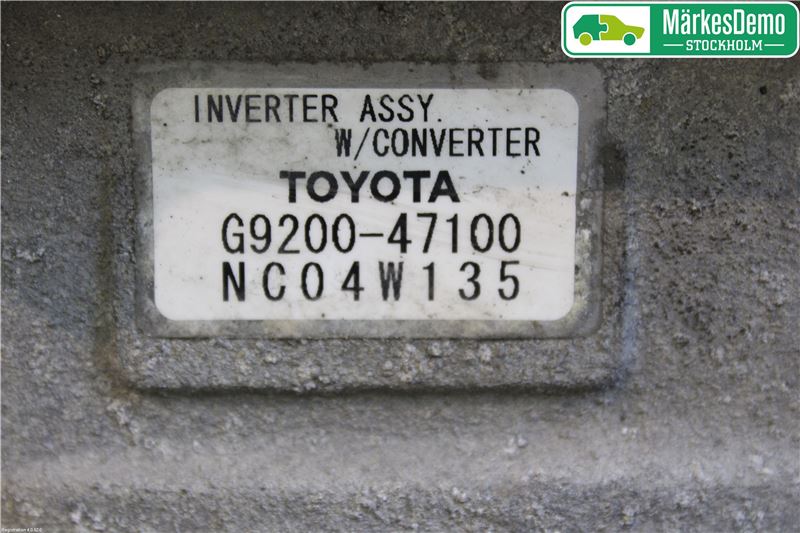 MärkesDemo
STOCKHOLM
INVERTER ASSY.
W/CONVERTER
TOYOTA
G9200-47100
NC04W135